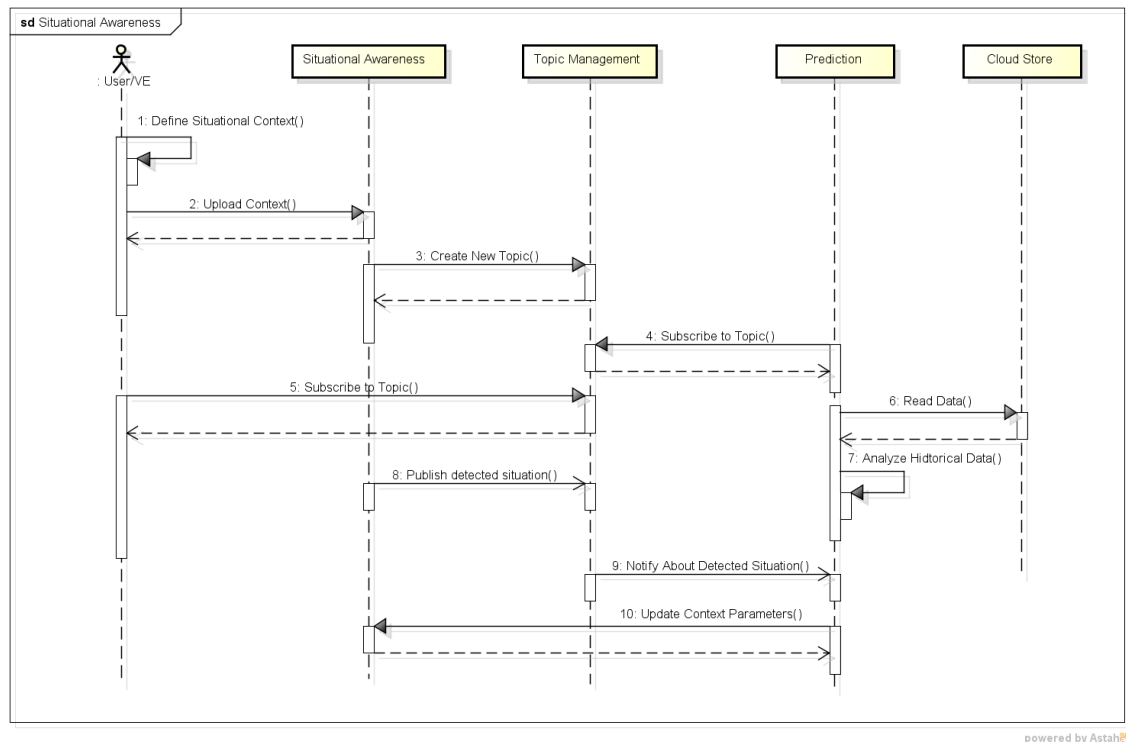 sd Situational Awareness
: User/VE
Situational Awareness
Topic Management
Prediction
Cloud Store
1: Define Situational Context()
2: Upload Context()
3: Create New Topic()
4: Subscribe to Topic()
5: Subscribe to Topic()
6: Read Data()
7: Analyze Hidtorical Data()
8: Publish detected situation()
9: Notify About Detected Situation()
10: Update Context Parameters()
powered by Astah